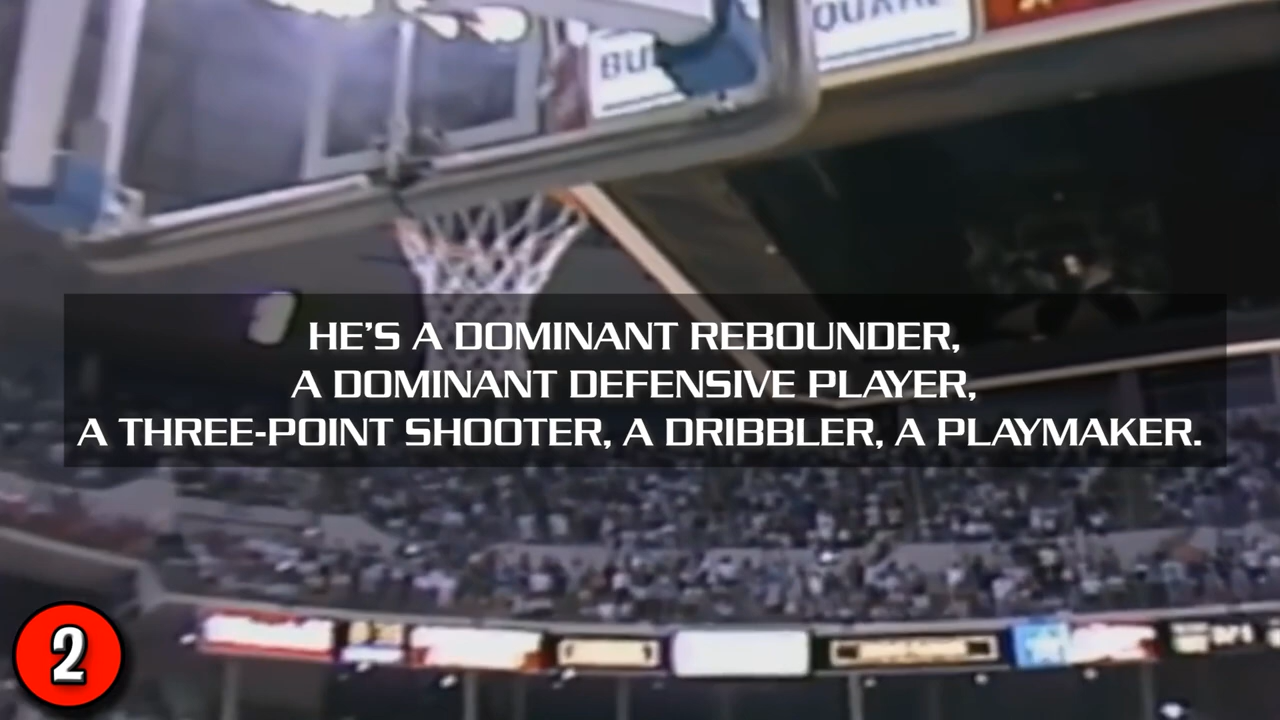 HE'S A DOMINANT REBOUNDER,
A DOMINANT DEFENSIVE PLAYER,
A THREE-POINT SHOOTER, A DRIBBLER, A PLAYMAKER.
2